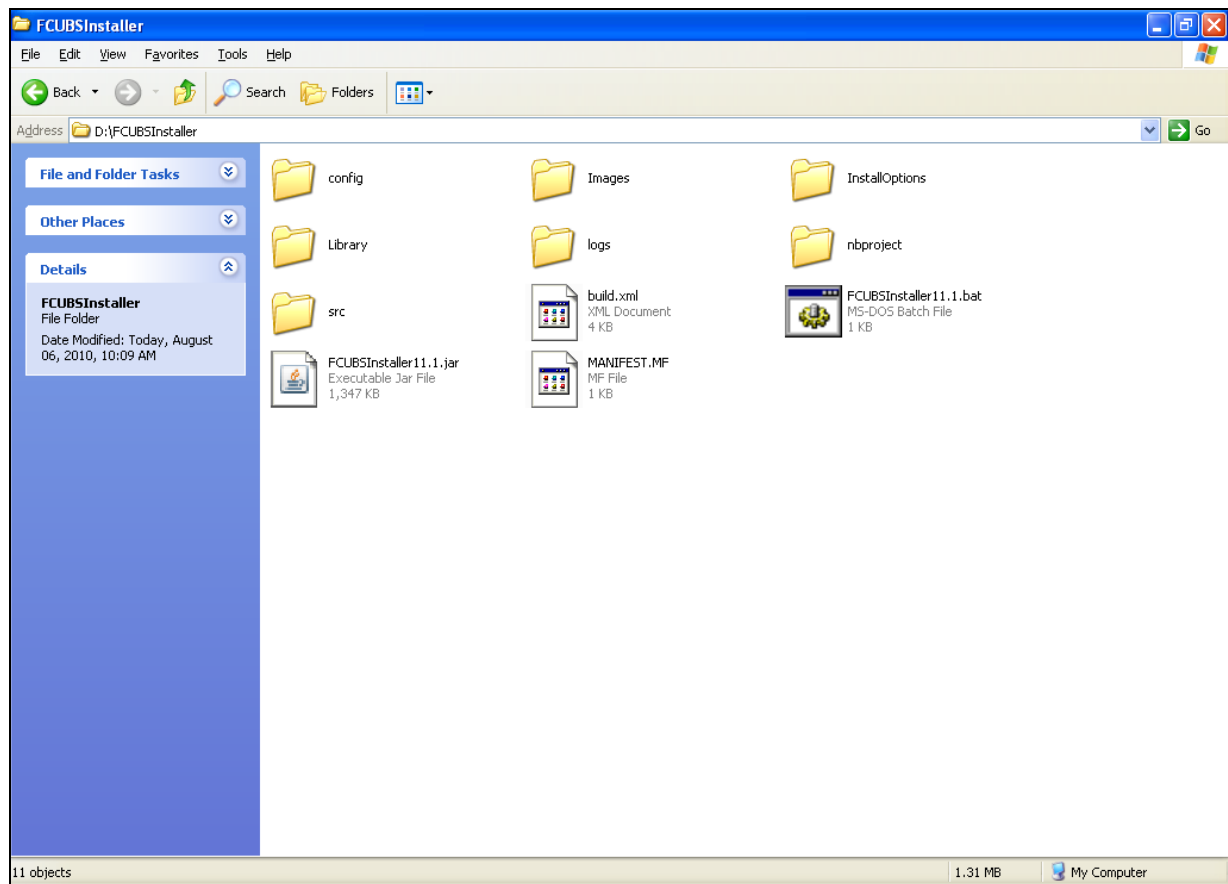 FCUBSInstaller
File Edit View Favorites Tools Help
Back Search Folders
Address D:\FCUBSInstaller Go
File and Folder Tasks
Other Places
Details
FCUBSInstaller
File Folder
Date Modified: Today, August
06, 2010, 10:09 AM
config
Images
InstallOptions
Library
logs
nbproject
src
build.xml
XML Document
4 KB
FCUBSInstaller11.1.bat
MS-DOS Batch File
1 KB
FCUBSInstaller11.1.jar
Executable Jar File
1,347 KB
MANIFEST.MF
MF File
1 KB
11 objects 1.31 MB My Computer